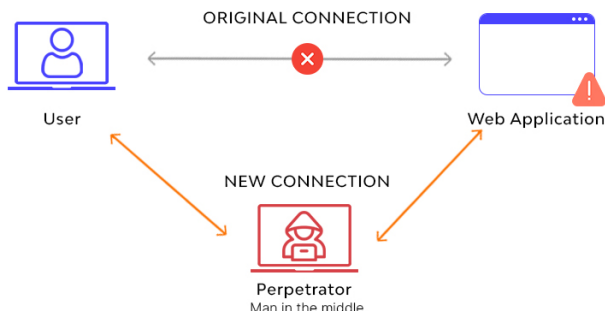 ORIGINAL CONNECTION
User
Web Application
NEW CONNECTION
Perpetrator
Man in the middle